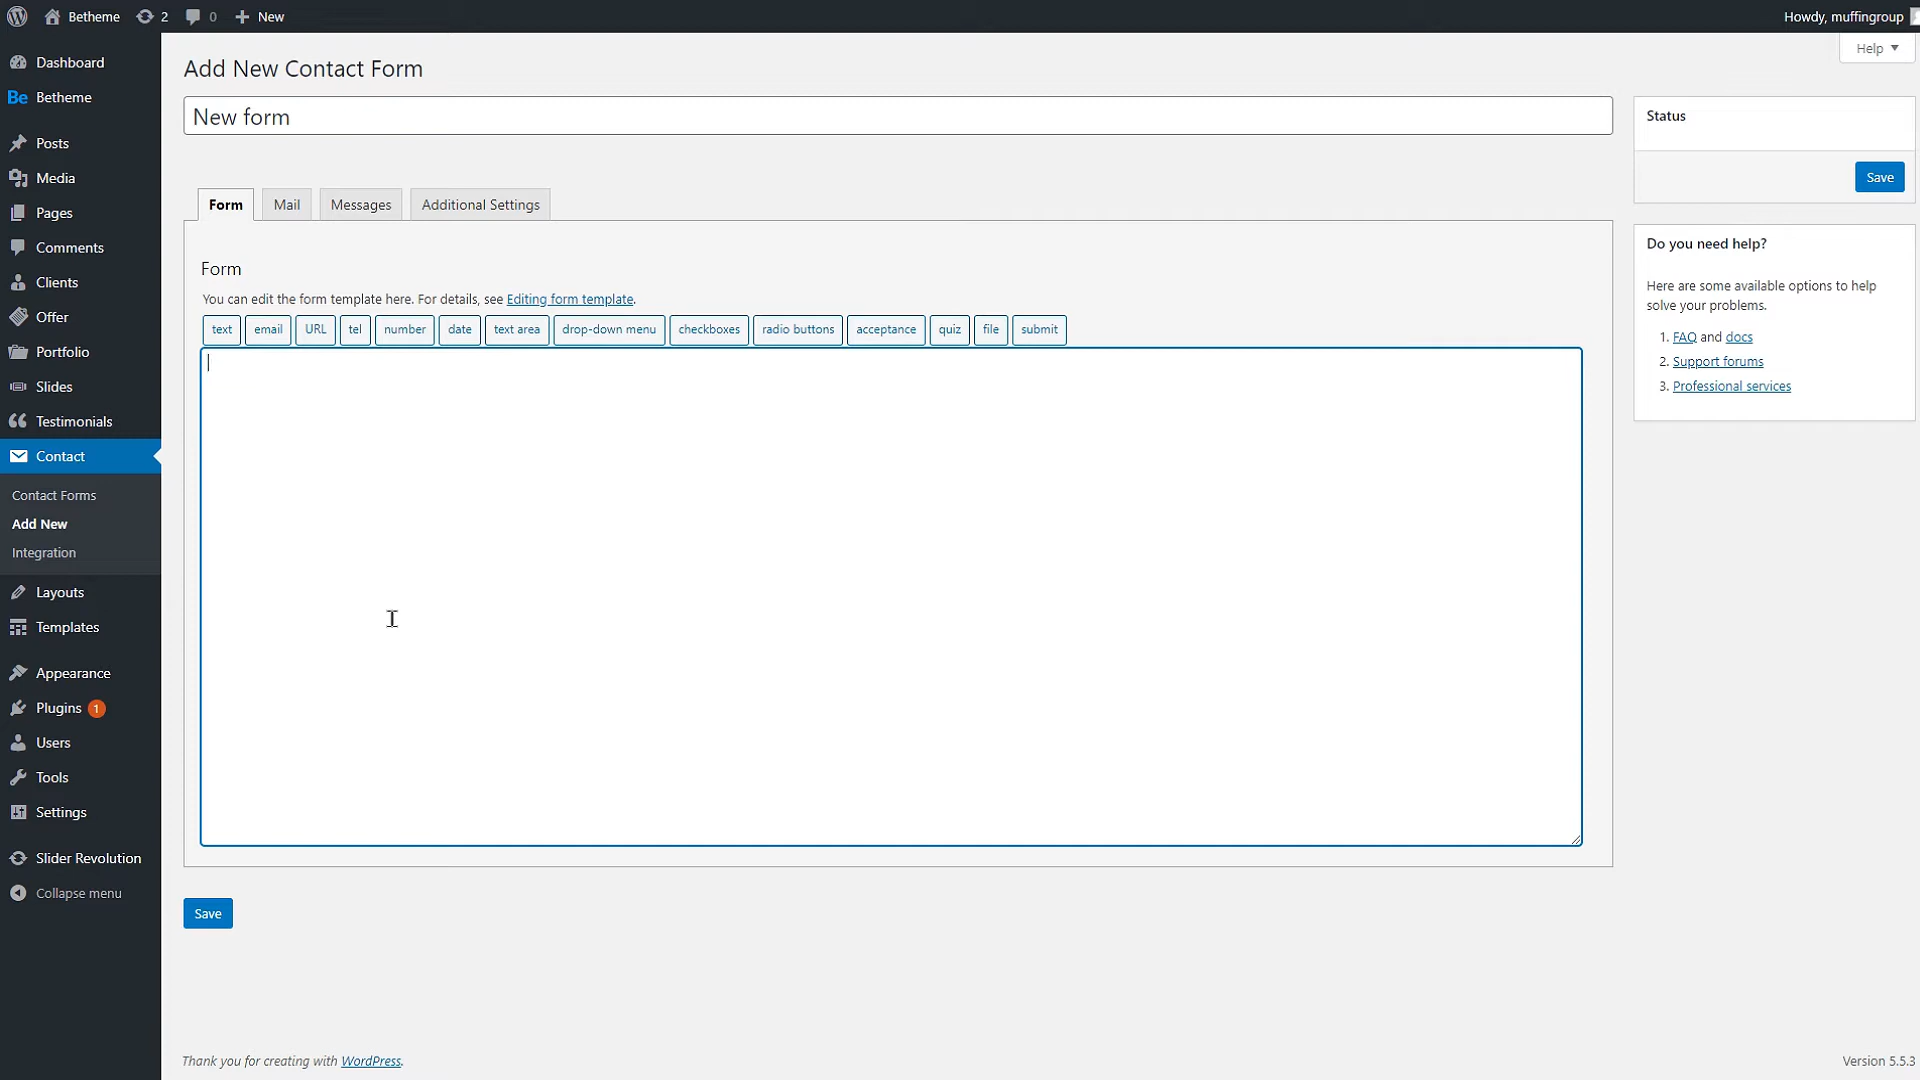 Betheme 2 0 New Howdy, muffingroup
Help
Dashboard
Be Betheme
Posts
Media
Pages
Comments
Clients
Offer
Portfolio
Slides
Testimonials
Contact
Contact Forms
Add New
Integration
Layouts
Templates
Appearance
Plugins 1
Users
Tools
Settings
Slider Revolution
Collapse menu
Add New Contact Form
New form
Form Mail Messages Additional Settings
Form
You can edit the form template here. For details, see Editing form template.
text email URL tel number date text area drop-down menu checkboxes radio buttons acceptance quiz file submit
Save
Status
Save
Do you need help?
Here are some available options to help
solve your problems.
1. FAQ and docs
2. Support forums
3. Professional services
Thank you for creating with WordPress.
Version 5.5.3